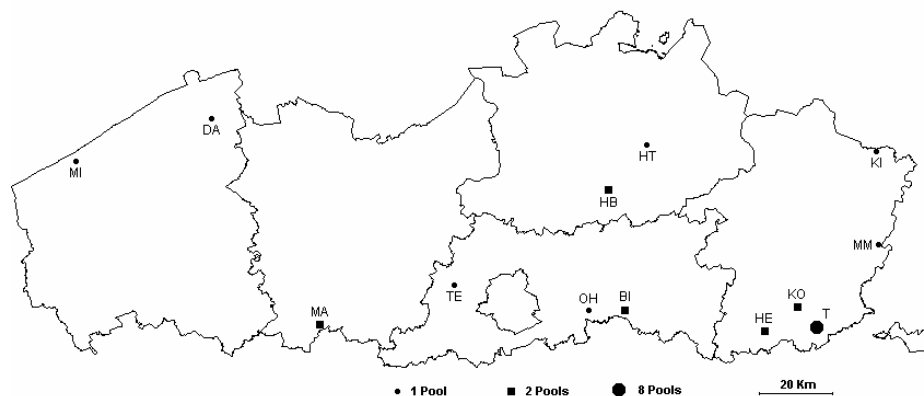 DA
MI
HT
KI
HB
MM
TE
OH
BI
KO
T
MA
HE
1 Pool
2 Pools
8 Pools
20 Km